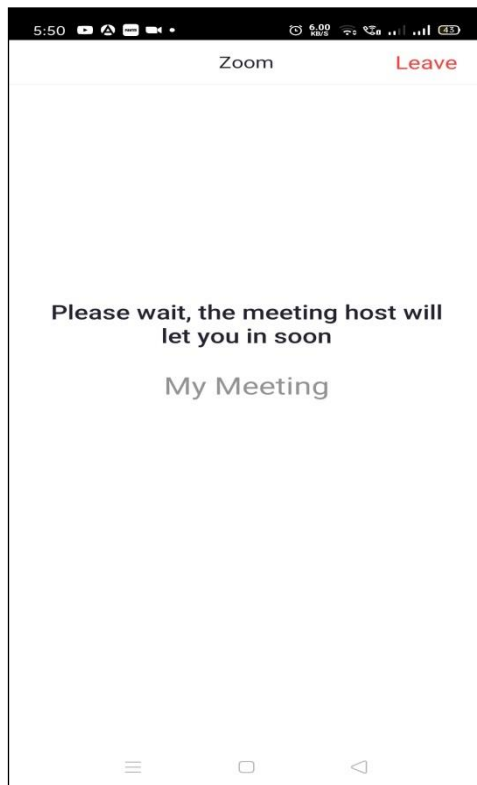 5:50 6.00 KB/S 43
Zoom Leave
Please wait, the meeting host will
let you in soon
My Meeting